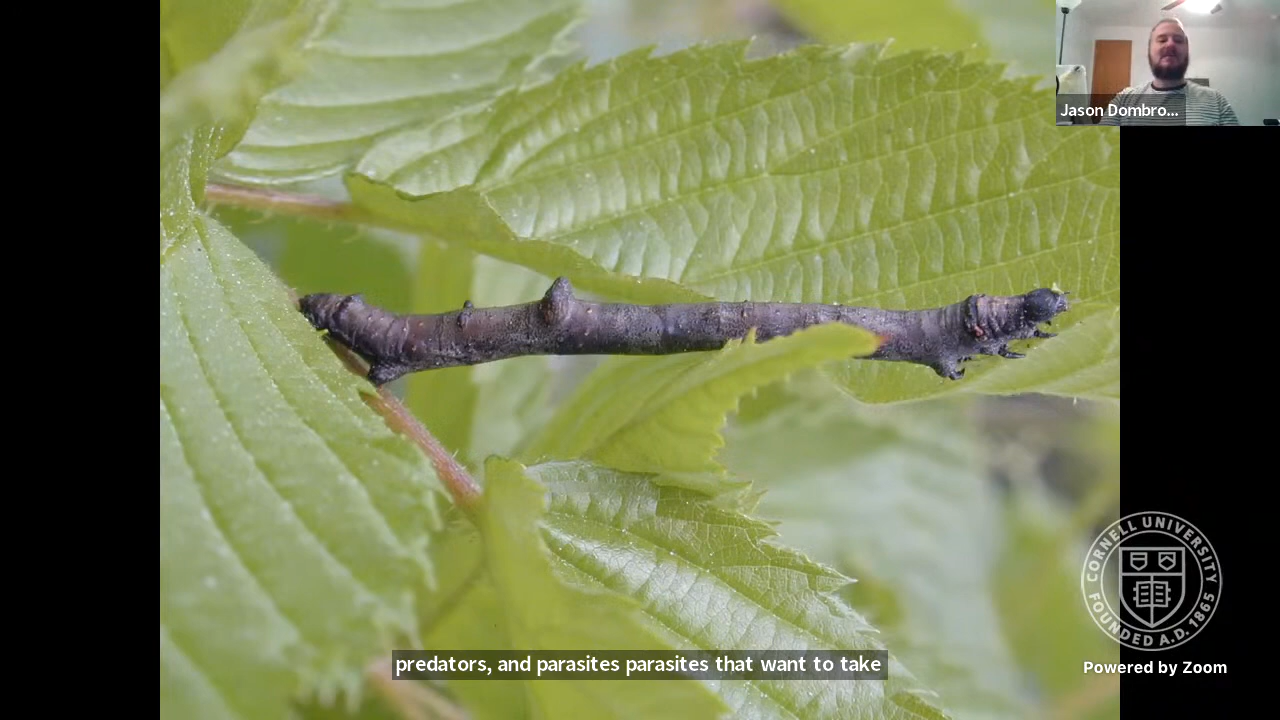 Jason Dombro...
CORNELL UNIVERSITY
FOUNDED A.D. 1865
Powered by Zoom
predators, and parasites parasites that want to take